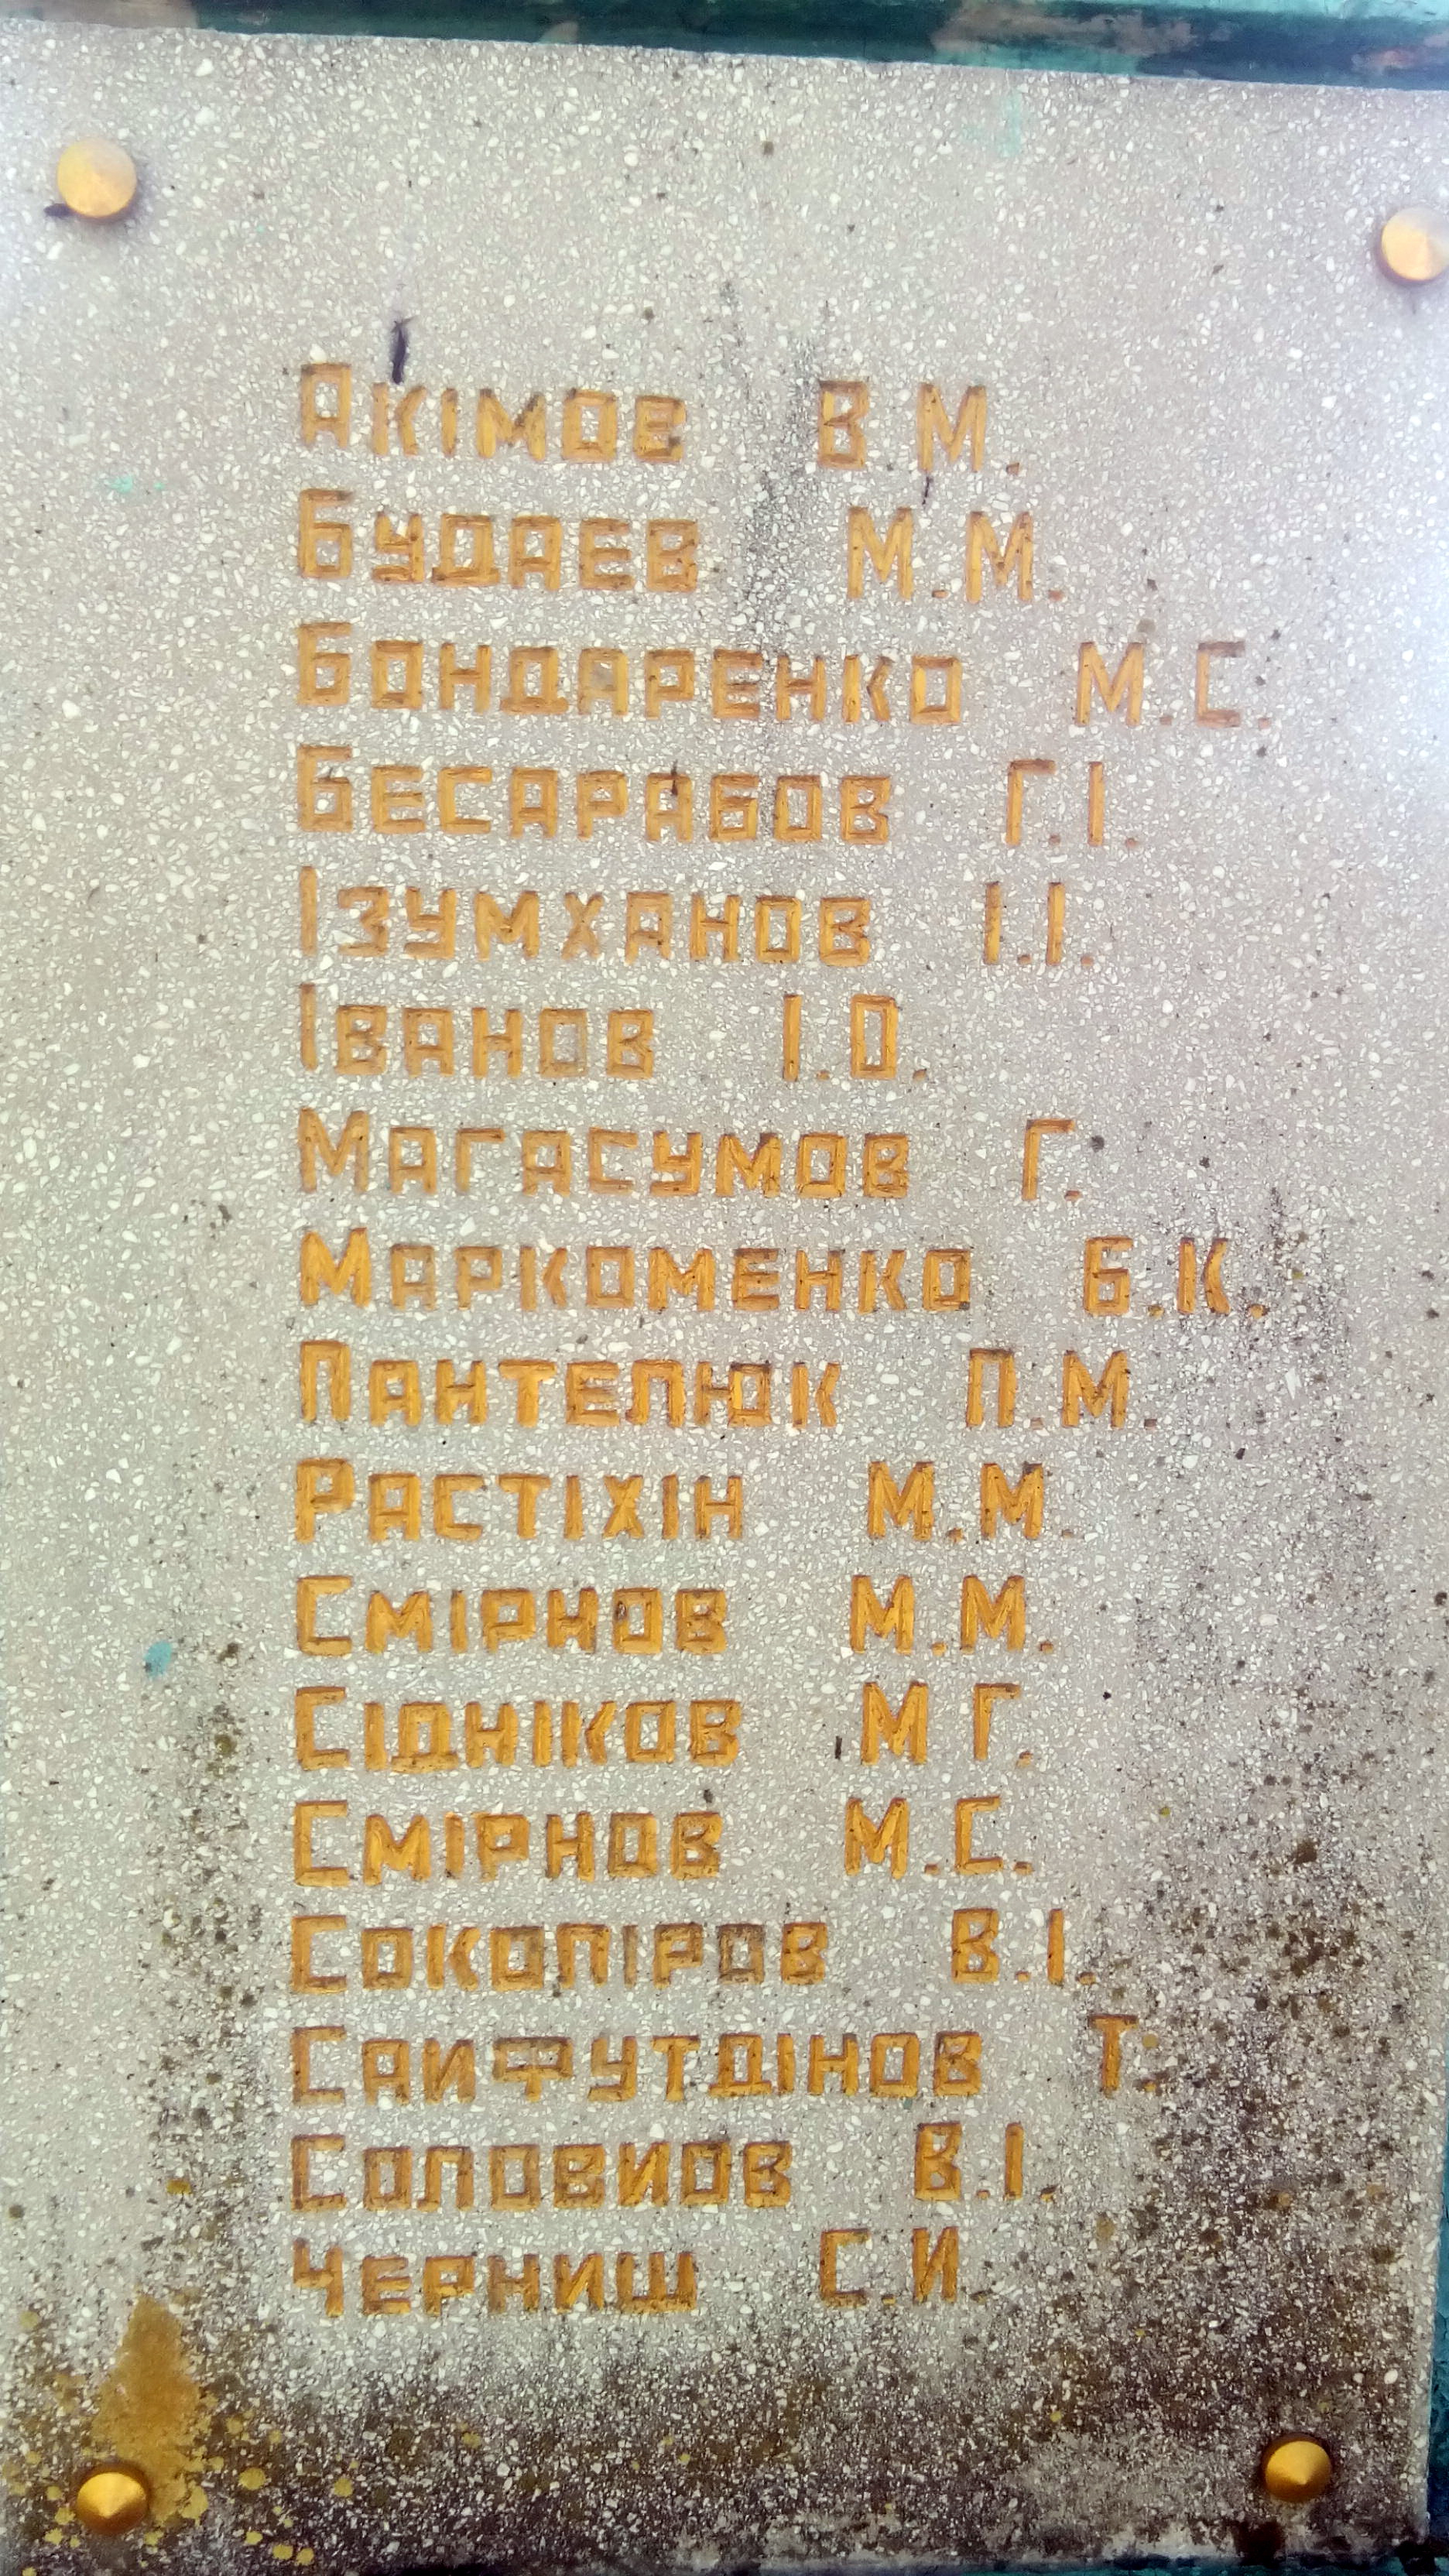 Акімов В М.
Будаев М.М.
Бондаренко М.С.
Бесарабов Г.І.
Ізумханов І.І.
Іванов І.О.
Магасумов Г.
Маркоменко Б.К.
Пантелюк П.М.
Растіхін М.М.
Смірнов М.М.
Сідніков М Г.
Смірнов М.С.
Сокопіров В.І.
Саифутдінов Т.
Соловиов В.І.
Черниш С.И.